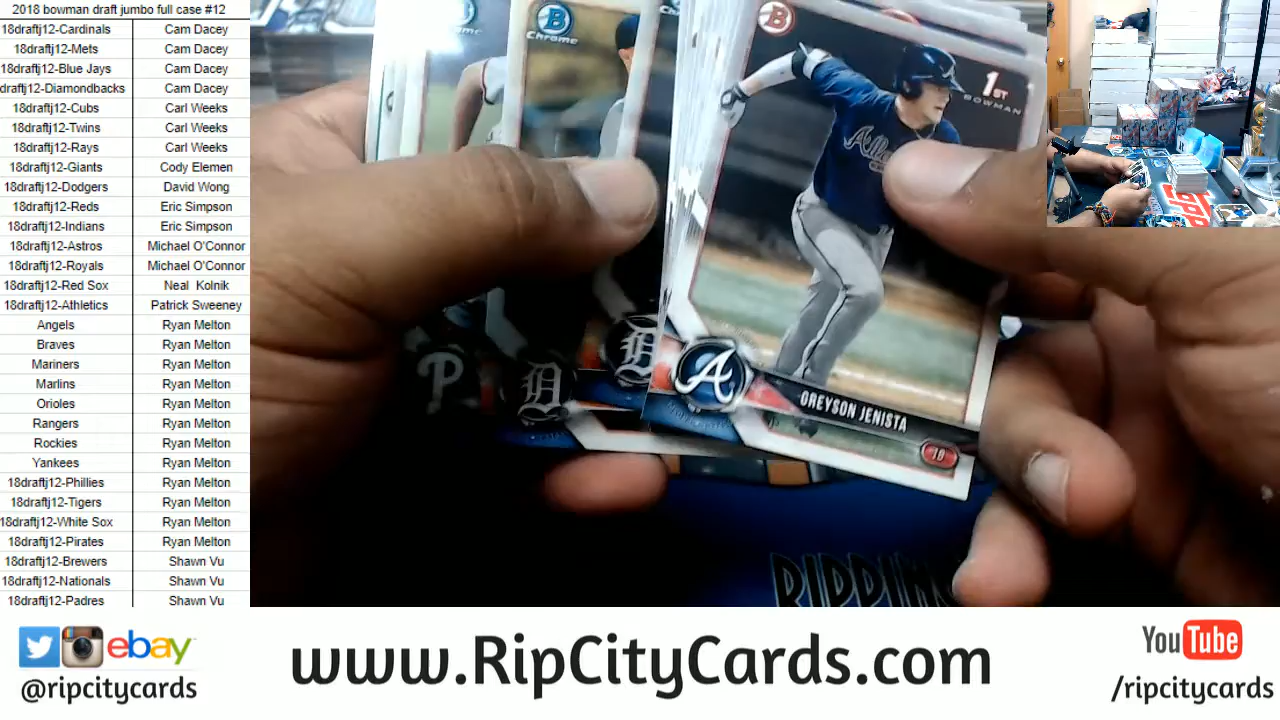 2018 bowman draft jumbo full case #12
18draftj12-Cardinals Cam Dacey
18draftj12-Mets Cam Dacey
18draftj12-Blue Jays Cam Dacey
draftj12-Diamondbacks Cam Dacey
18draftj12-Cubs Carl Weeks
18draftj12-Twins Carl Weeks
18draftj12-Rays Carl Weeks
18draftj12-Giants Cody Elemen
18draftj12-Dodgers David Wong
18draftj12-Reds Eric Simpson
18draftj12-Indians Eric Simpson
18draftj12-Astros Michael O'Connor
18draftj12-Royals Michael O'Connor
18draftj12-Red Sox Neal Kolnik
18draftj12-Athletics Patrick Sweeney
Angels Ryan Melton
Braves Ryan Melton
Mariners Ryan Melton
Marlins Ryan Melton
Orioles Ryan Melton
Rangers Ryan Melton
Rockies Ryan Melton
Yankees Ryan Melton
18draftj12-Phillies Ryan Melton
18draftj12-Tigers Ryan Melton
18draftj12-White Sox Ryan Melton
18draftj12-Pirates Ryan Melton
18draftj12-Brewers Shawn Vu
18draftj12-Nationals Shawn Vu
18draftj12-Padres Shawn Vu
B
Chrome
B
1ST
BOWMAN
P
D
D
A
GREYSON JENISTA
18
RIPPIN
ebay
@ripcitycards
www.RipCityCards.com
YouTube
/ripcitycards